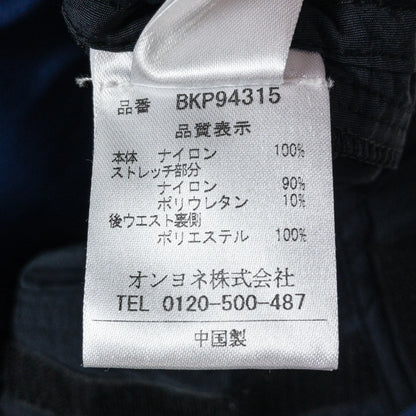 品番 BKP94315
品質表示
本体 ナイロン 100%
ストレッチ部分
ナイロン 90%
ポリウレタン 10%
後ウエスト裏側
ポリエステル 100%
オンヨネ株式会社
TEL 0120-500-487
中国製